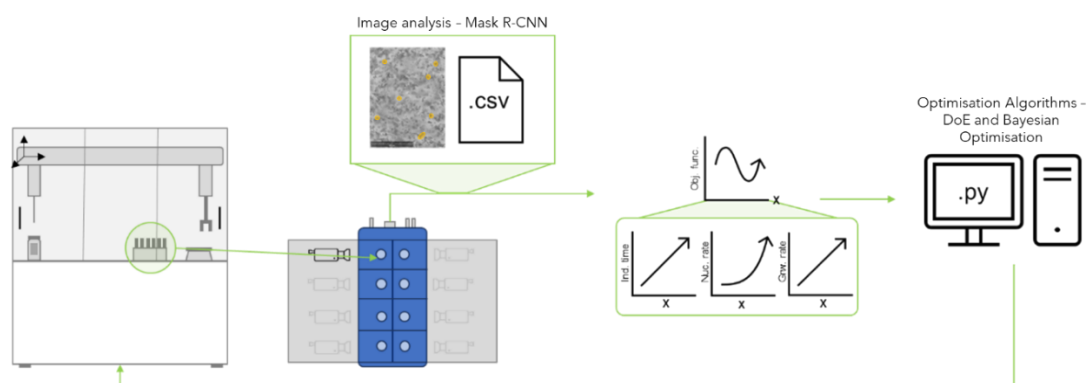 Image analysis – Mask R-CNN
.CSV
Optimisation Algorithms –
DoE and Bayesian
Optimisation
.py
Obj. func.
X
Ind. time
X
Nuc. rate
X
Grw. rate
X